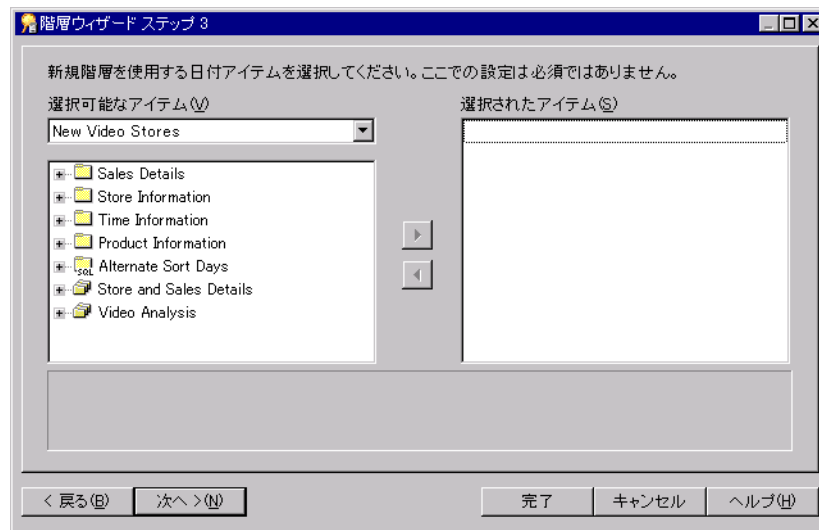 階層ウィザード ステップ 3
新規階層を使用する日付アイテムを選択してください。ここでの設定は必須ではありません。
選択可能なアイテム(V)
選択されたアイテム(S)
New Video Stores
Sales Details
Store Information
Time Information
Product Information
SQL Alternate Sort Days
Store and Sales Details
Video Analysis
< 戻る(B)
次へ >(N)
完了
キャンセル
ヘルプ(H)